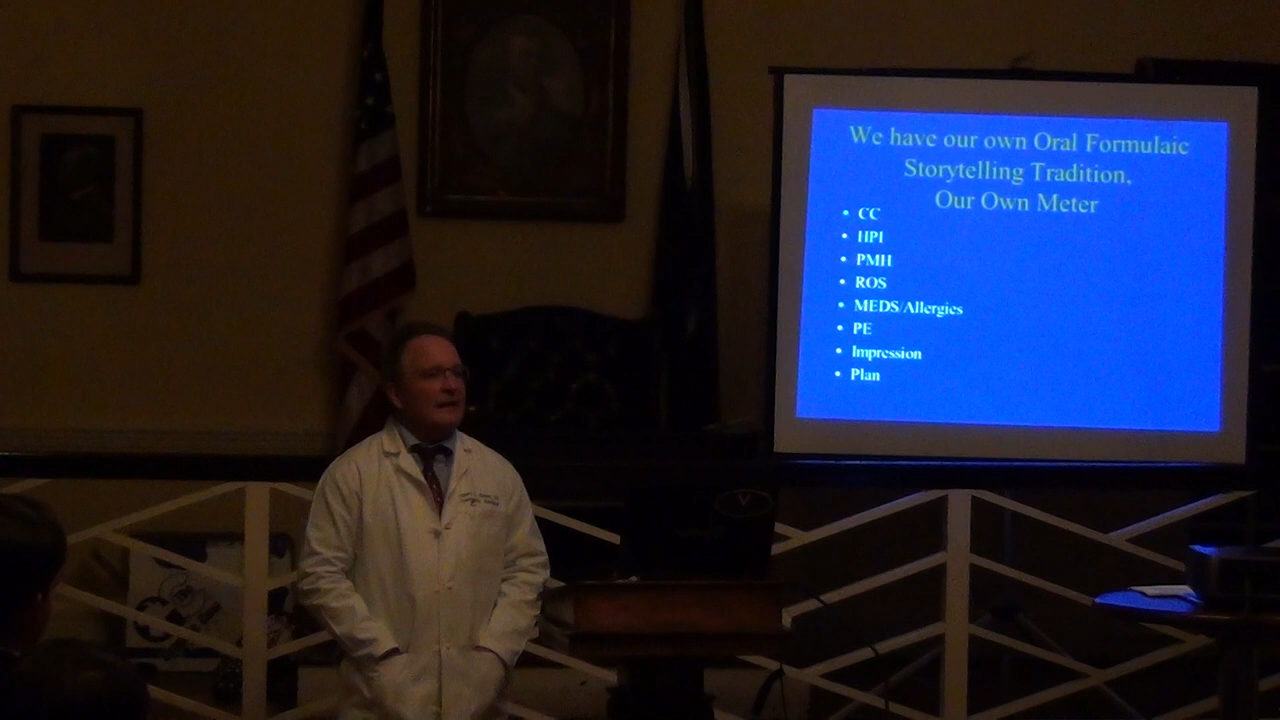 We have our own Oral Formulaic
Storytelling Tradition,
Our Own Meter
• CC
• HPI
• PMH
• ROS
• MEDS/Allergies
• PE
• Impression
• Plan